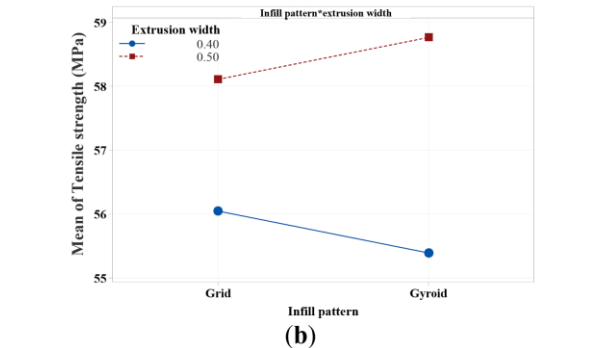 Infill pattern*extrusion width
Mean of Tensile strength (MPa)
59
58
57
56
55
Extrusion width
0.40
0.50
Grid Gyroid
Infill pattern
(b)